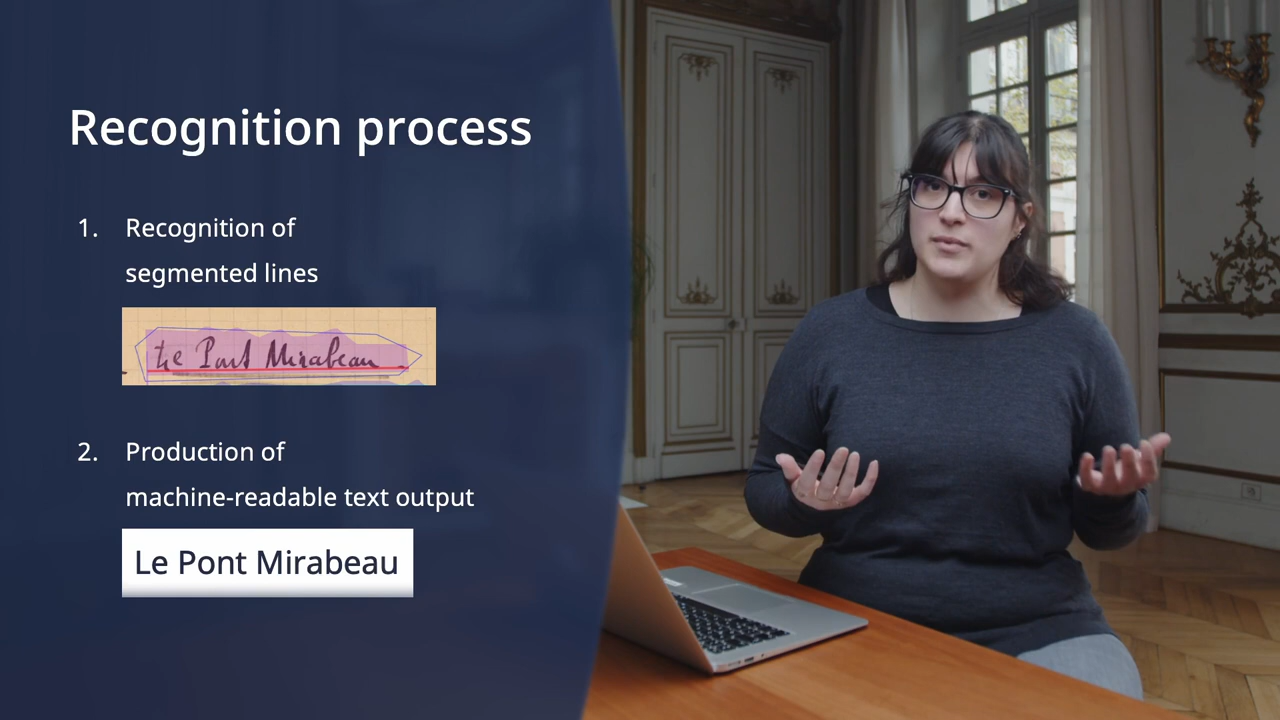 Recognition process
1. Recognition of
segmented lines
Le Pont Mirabeau
2. Production of
machine-readable text output
Le Pont Mirabeau